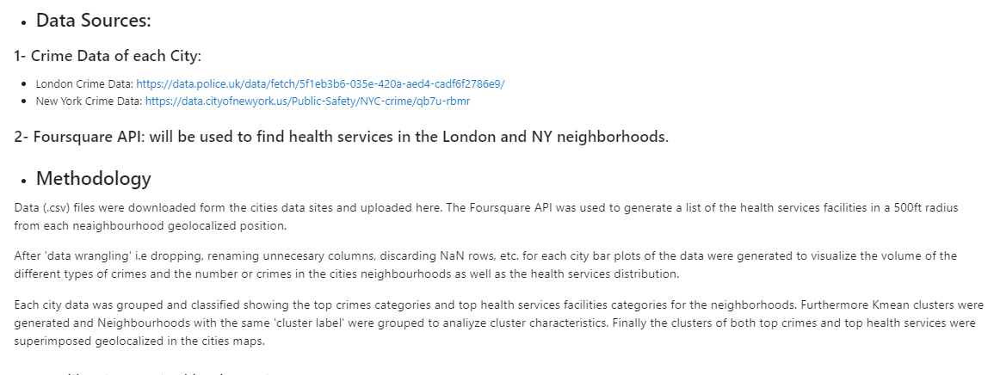 Data Sources:
1- Crime Data of each City:
London Crime Data: https://data.police.uk/data/fetch/5f1eb3b6-035e-420a-aed4-cadf6f2786e9/
New York Crime Data: https://data.cityofnewyork.us/Public-Safety/NYC-crime/qb7u-rbmr
2- Foursquare API: will be used to find health services in the London and NY neighborhoods.
Methodology
Data (.csv) files were downloaded form the cities data sites and uploaded here. The Foursquare API was used to generate a list of the health services facilities in a 500ft radius
from each neaighbourhood geolocalized position.
After 'data wrangling' i.e dropping, renaming unnecesary columns, discarding NaN rows, etc. for each city bar plots of the data were generated to visualize the volume of the
different types of crimes and the number or crimes in the cities neighbourhoods as well as the health services distribution.
Each city data was grouped and classified showing the top crimes categories and top health services facilities categories for the neighborhoods. Furthermore Kmean clusters were
generated and Neighbourhoods with the same 'cluster label' were grouped to analiyze cluster characteristics. Finally the clusters of both top crimes and top health services were
superimposed geolocalized in the cities maps.